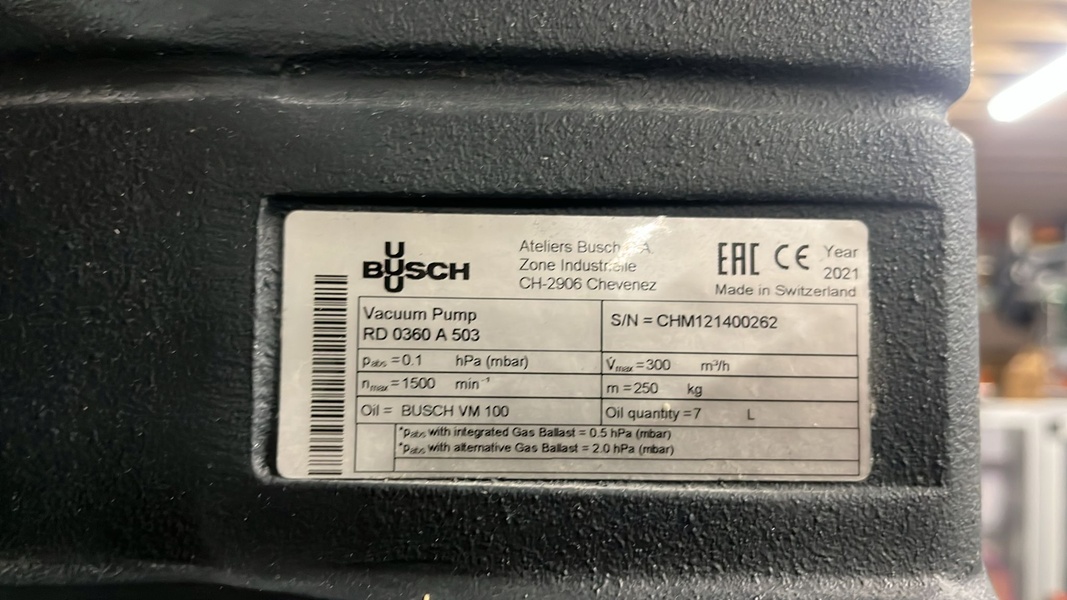 BUSCH
Ateliers Busch S.A.
Zone Industrielle
CH-2906 Chevenez
EAC CE Year
2021
Made in Switzerland
Vacuum Pump
RD 0360 A 503
S/N = CHM121400262
pabs = 0.1 hPa (mbar)
V̇max = 300 m³/h
nmax = 1500 min⁻¹
m = 250 kg
Oil = BUSCH VM 100
Oil quantity = 7 L
*pabs with integrated Gas Ballast = 0.5 hPa (mbar)
*pabs with alternative Gas Ballast = 2.0 hPa (mbar)